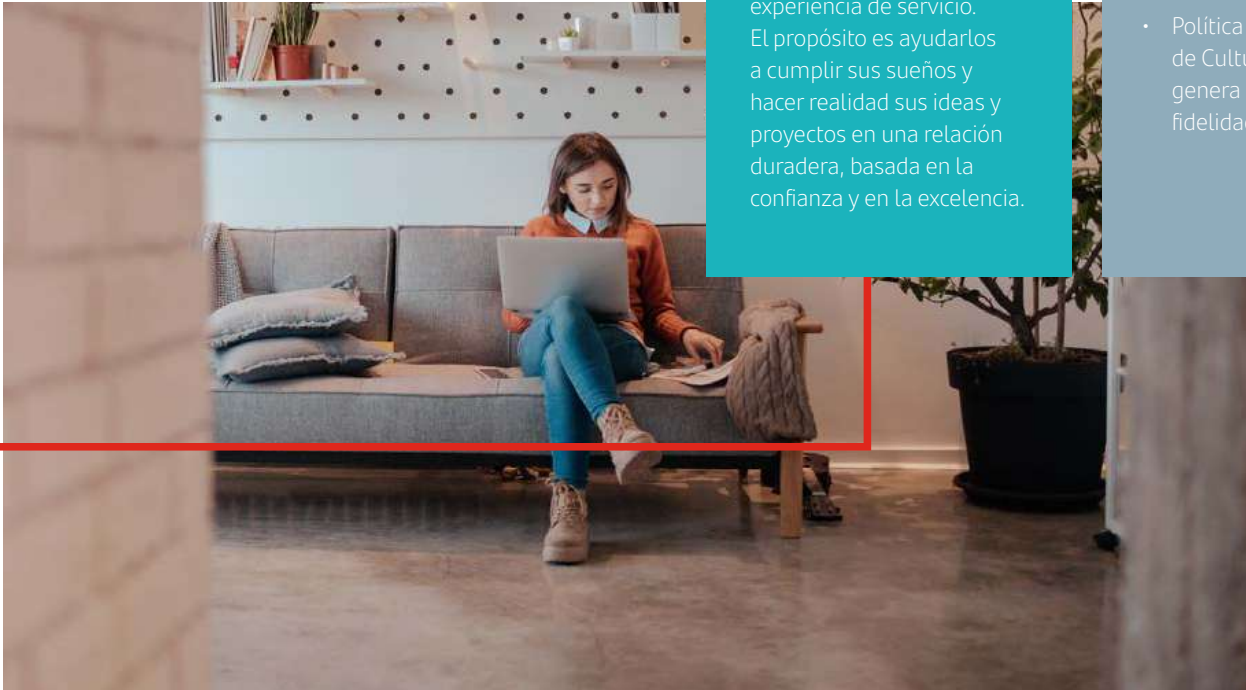 experiencia de servicio.
El propósito es ayudarlos
a cumplir sus sueños y
hacer realidad sus ideas y
proyectos en una relación
duradera, basada en la
confianza y en la excelencia.
• Política
de
genera